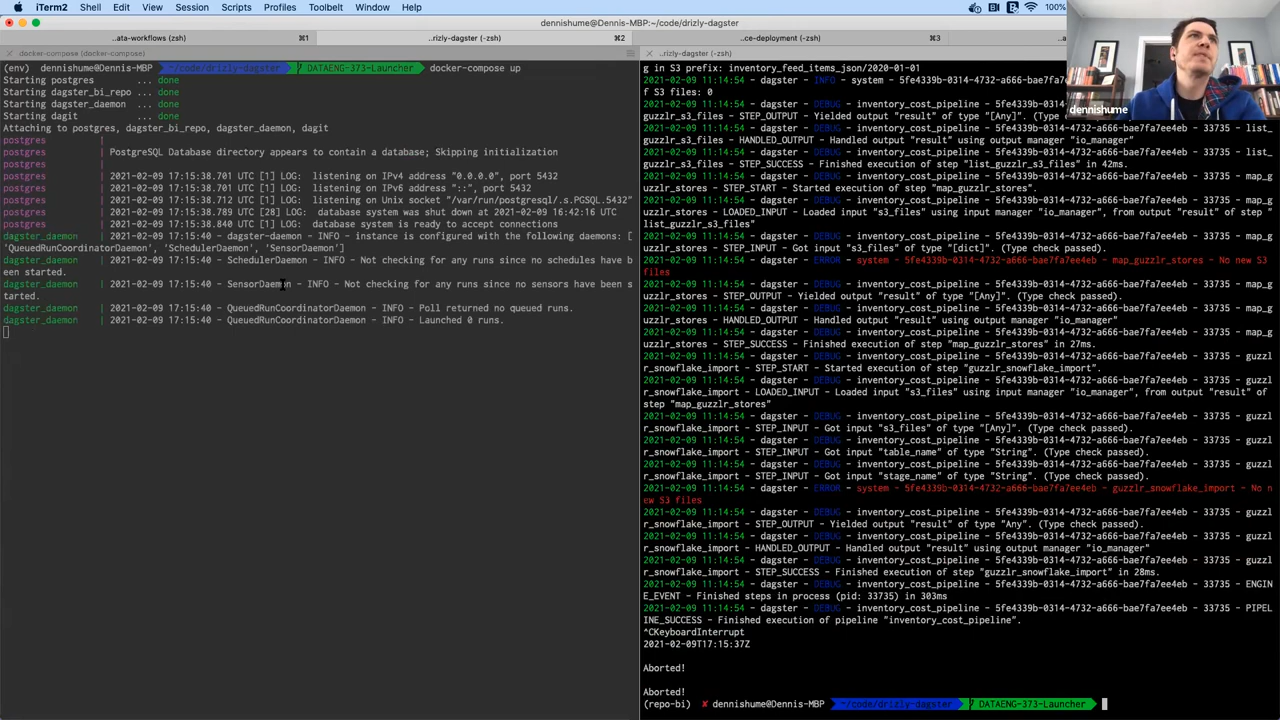 iTerm2 Shell Edit View Session Scripts Profiles Toolbelt Window Help 100%
dennishume@Dennis-MBP:~/code/drizly-dagster
..ata-workflows (zsh) ⌘1 ..rizly-dagster (-zsh) ⌘2 ..ce-deployment (-zsh) ⌘3
docker-compose (docker-compose)
(env) dennishume@Dennis-MBP ~/code/drizly-dagster DATAENG-373-Launcher docker-compose up
Starting postgres ... done
Starting dagster_bi_repo ... done
Starting dagster_daemon ... done
Starting dagit ... done
Attaching to postgres, dagster_bi_repo, dagster_daemon, dagit
postgres |
postgres | PostgreSQL Database directory appears to contain a database; Skipping initialization
postgres |
postgres | 2021-02-09 17:15:38.701 UTC [1] LOG: listening on IPv4 address "0.0.0.0", port 5432
postgres | 2021-02-09 17:15:38.701 UTC [1] LOG: listening on IPv6 address "::", port 5432
postgres | 2021-02-09 17:15:38.712 UTC [1] LOG: listening on Unix socket "/var/run/postgresql/.s.PGSQL.5432"
postgres | 2021-02-09 17:15:38.789 UTC [28] LOG: database system was shut down at 2021-02-09 16:42:16 UTC
postgres | 2021-02-09 17:15:38.840 UTC [1] LOG: database system is ready to accept connections
dagster_daemon | 2021-02-09 17:15:40 - dagster-daemon - INFO - instance is configured with the following daemons: [
'QueuedRunCoordinatorDaemon', 'SchedulerDaemon', 'SensorDaemon']
dagster_daemon | 2021-02-09 17:15:40 - SchedulerDaemon - INFO - Not checking for any runs since no schedules have b
een started.
dagster_daemon | 2021-02-09 17:15:40 - SensorDaemon - INFO - Not checking for any runs since no sensors have been s
tarted.
dagster_daemon | 2021-02-09 17:15:40 - QueuedRunCoordinatorDaemon - INFO - Poll returned no queued runs.
dagster_daemon | 2021-02-09 17:15:40 - QueuedRunCoordinatorDaemon - INFO - Launched 0 runs.
..rizly-dagster (-zsh)
g in S3 prefix: inventory_feed_items_json/2020-01-01
2021-02-09 11:14:54 - dagster - INFO - system - 5fe4339b-0314-4732-a
f S3 files: 0
2021-02-09 11:14:54 - dagster - DEBUG - inventory_cost_pipeline - 5fe
guzzlr_s3_files - STEP_OUTPUT - Yielded output "result" of type "[Any]". (Type c
2021-02-09 11:14:54 - dagster - DEBUG - inventory_cost_pipeline - 5fe4339b-0314-4732-a666-bae7fa7ee4eb - 33735 - list_
guzzlr_s3_files - HANDLED_OUTPUT - Handled output "result" using output manager "io_manager"
2021-02-09 11:14:54 - dagster - DEBUG - inventory_cost_pipeline - 5fe4339b-0314-4732-a666-bae7fa7ee4eb - 33735 - list_
guzzlr_s3_files - STEP_SUCCESS - Finished execution of step "list_guzzlr_s3_files" in 42ms.
2021-02-09 11:14:54 - dagster - DEBUG - inventory_cost_pipeline - 5fe4339b-0314-4732-a666-bae7fa7ee4eb - 33735 - map_g
uzzlr_stores - STEP_START - Started execution of step "map_guzzlr_stores".
2021-02-09 11:14:54 - dagster - DEBUG - inventory_cost_pipeline - 5fe4339b-0314-4732-a666-bae7fa7ee4eb - 33735 - map_g
uzzlr_stores - LOADED_INPUT - Loaded input "s3_files" using input manager "io_manager", from output "result" of step "
list_guzzlr_s3_files"
2021-02-09 11:14:54 - dagster - DEBUG - inventory_cost_pipeline - 5fe4339b-0314-4732-a666-bae7fa7ee4eb - 33735 - map_g
uzzlr_stores - STEP_INPUT - Got input "s3_files" of type "[dict]". (Type check passed).
2021-02-09 11:14:54 - dagster - ERROR - system - 5fe4339b-0314-4732-a666-bae7fa7ee4eb - map_guzzlr_stores - No new S3
files
2021-02-09 11:14:54 - dagster - DEBUG - inventory_cost_pipeline - 5fe4339b-0314-4732-a666-bae7fa7ee4eb - 33735 - map_g
uzzlr_stores - STEP_OUTPUT - Yielded output "result" of type "[Any]". (Type check passed).
2021-02-09 11:14:54 - dagster - DEBUG - inventory_cost_pipeline - 5fe4339b-0314-4732-a666-bae7fa7ee4eb - 33735 - map_g
uzzlr_stores - HANDLED_OUTPUT - Handled output "result" using output manager "io_manager"
2021-02-09 11:14:54 - dagster - DEBUG - inventory_cost_pipeline - 5fe4339b-0314-4732-a666-bae7fa7ee4eb - 33735 - map_g
uzzlr_stores - STEP_SUCCESS - Finished execution of step "map_guzzlr_stores" in 27ms.
2021-02-09 11:14:54 - dagster - DEBUG - inventory_cost_pipeline - 5fe4339b-0314-4732-a666-bae7fa7ee4eb - 33735 - guzzl
r_snowflake_import - STEP_START - Started execution of step "guzzlr_snowflake_import".
2021-02-09 11:14:54 - dagster - DEBUG - inventory_cost_pipeline - 5fe4339b-0314-4732-a666-bae7fa7ee4eb - 33735 - guzzl
r_snowflake_import - LOADED_INPUT - Loaded input "s3_files" using input manager "io_manager", from output "result" of
step "map_guzzlr_stores"
2021-02-09 11:14:54 - dagster - DEBUG - inventory_cost_pipeline - 5fe4339b-0314-4732-a666-bae7fa7ee4eb - 33735 - guzzl
r_snowflake_import - STEP_INPUT - Got input "s3_files" of type "[Any]". (Type check passed).
2021-02-09 11:14:54 - dagster - DEBUG - inventory_cost_pipeline - 5fe4339b-0314-4732-a666-bae7fa7ee4eb - 33735 - guzzl
r_snowflake_import - STEP_INPUT - Got input "table_name" of type "String". (Type check passed).
2021-02-09 11:14:54 - dagster - DEBUG - inventory_cost_pipeline - 5fe4339b-0314-4732-a666-bae7fa7ee4eb - 33735 - guzzl
r_snowflake_import - STEP_INPUT - Got input "stage_name" of type "String". (Type check passed).
2021-02-09 11:14:54 - dagster - ERROR - system - 5fe4339b-0314-4732-a666-bae7fa7ee4eb - guzzlr_snowflake_import - No n
ew S3 files
2021-02-09 11:14:54 - dagster - DEBUG - inventory_cost_pipeline - 5fe4339b-0314-4732-a666-bae7fa7ee4eb - 33735 - guzzl
r_snowflake_import - STEP_OUTPUT - Yielded output "result" of type "Any". (Type check passed).
2021-02-09 11:14:54 - dagster - DEBUG - inventory_cost_pipeline - 5fe4339b-0314-4732-a666-bae7fa7ee4eb - 33735 - guzzl
r_snowflake_import - HANDLED_OUTPUT - Handled output "result" using output manager "io_manager"
2021-02-09 11:14:54 - dagster - DEBUG - inventory_cost_pipeline - 5fe4339b-0314-4732-a666-bae7fa7ee4eb - 33735 - guzzl
r_snowflake_import - STEP_SUCCESS - Finished execution of step "guzzlr_snowflake_import" in 28ms.
2021-02-09 11:14:54 - dagster - DEBUG - inventory_cost_pipeline - 5fe4339b-0314-4732-a666-bae7fa7ee4eb - 33735 - ENGIN
E_EVENT - Finished steps in process (pid: 33735) in 303ms
2021-02-09 11:14:54 - dagster - DEBUG - inventory_cost_pipeline - 5fe4339b-0314-4732-a666-bae7fa7ee4eb - 33735 - PIPEL
INE_SUCCESS - Finished execution of pipeline "inventory_cost_pipeline".
^CKeyboardInterrupt
2021-02-09T17:15:37Z
Aborted!
Aborted!
(repo-bi) ✘ dennishume@Dennis-MBP ~/code/drizly-dagster DATAENG-373-Launcher
dennishume